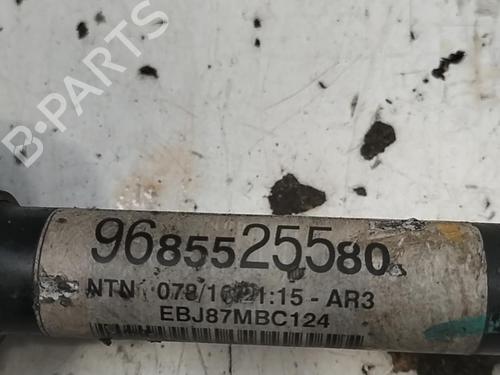 B-PARTS
9685525580
NTN 078/16/21:15 - AR3
EBJ87MBC124